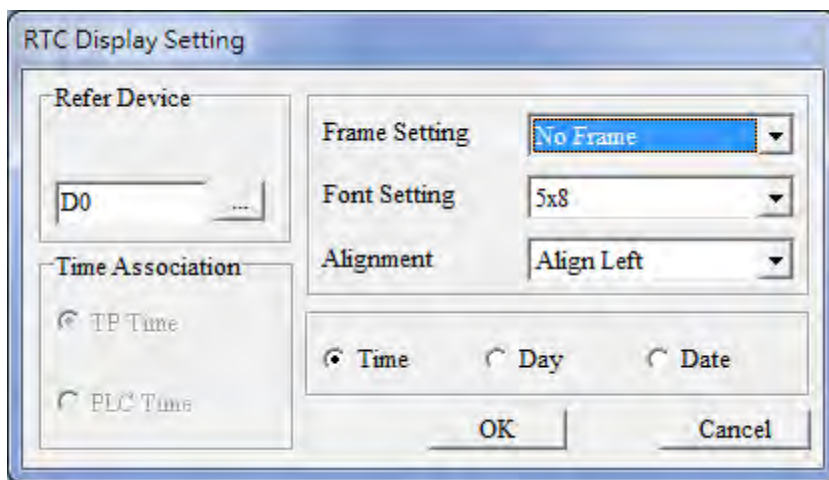 RTC Display Setting
Refer Device
D0
...
Time Association
TP Time
PLC Time
Frame Setting
No Frame
Font Setting
5x8
Alignment
Align Left
Time
Day
Date
OK
Cancel